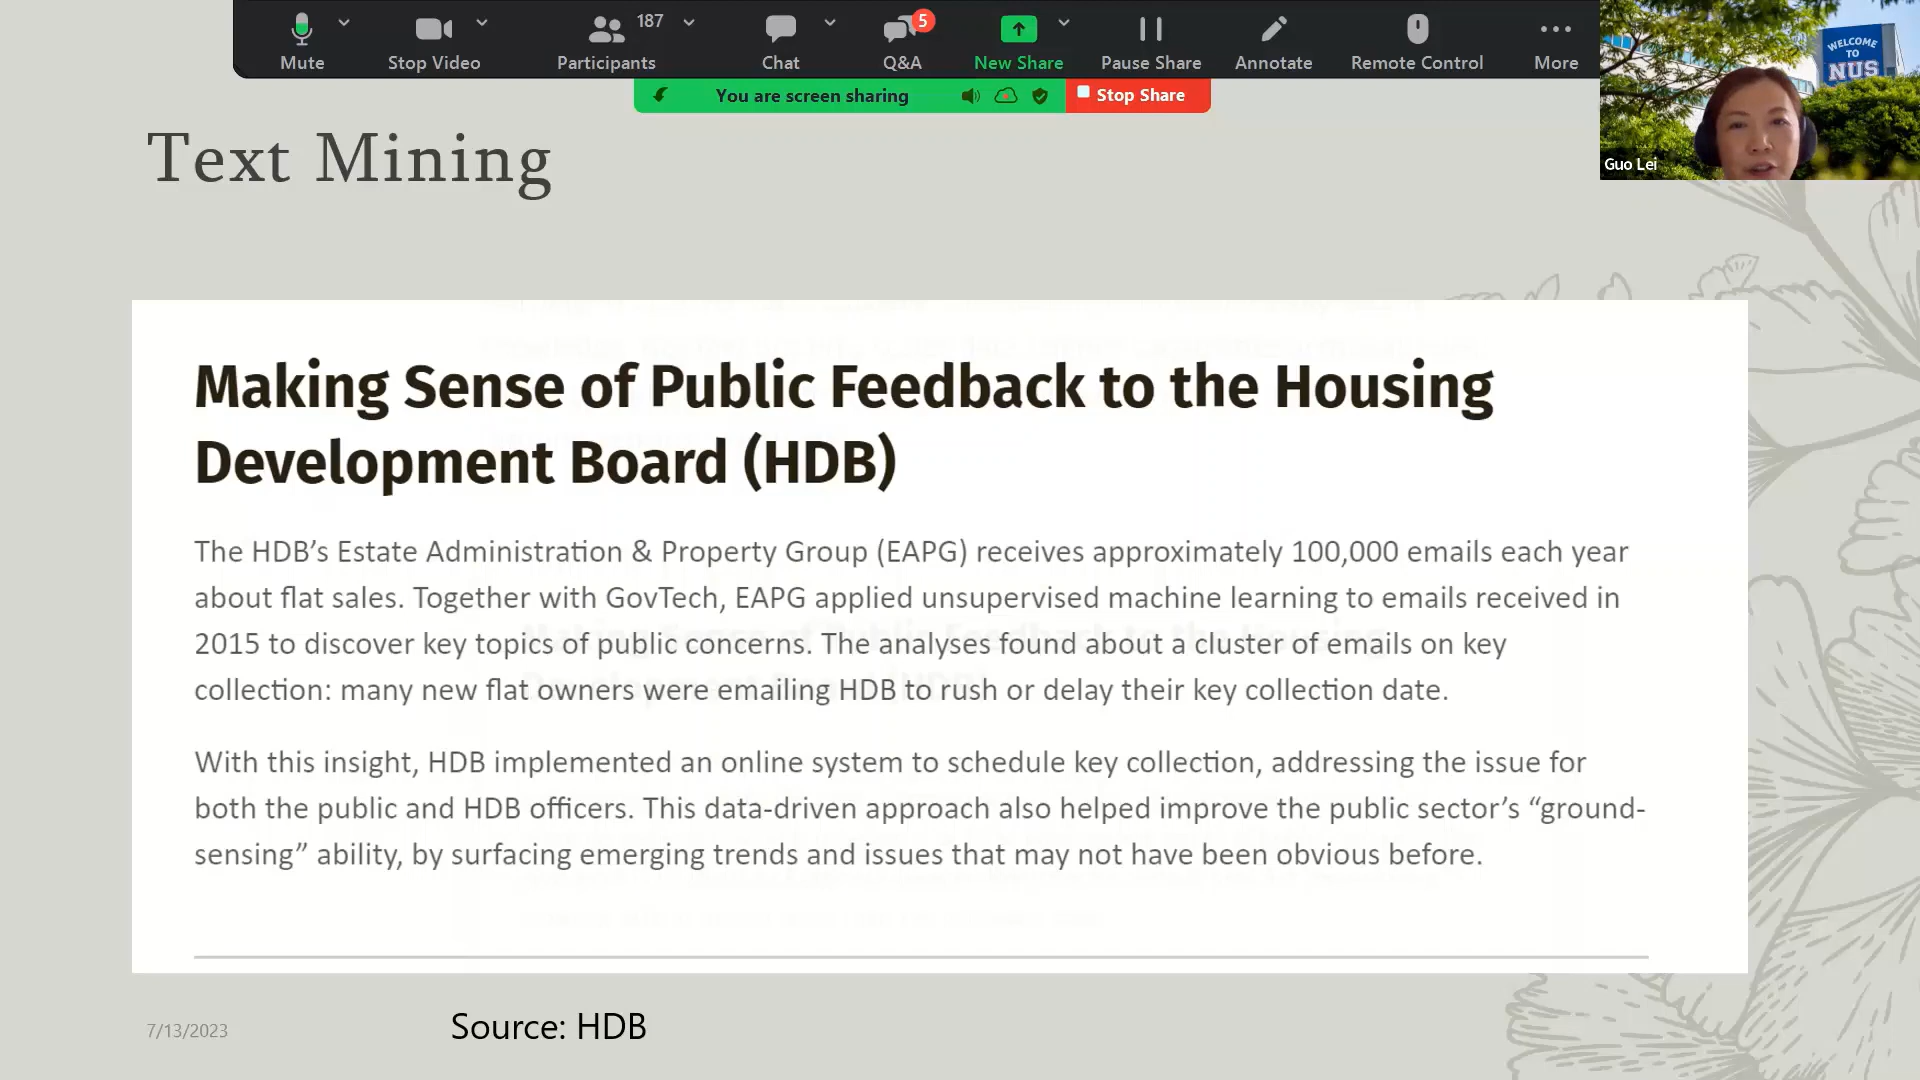 Mute
Stop Video
187
Participants
Chat
5
Q&A
New Share
Pause Share
Annotate
Remote Control
More
You are screen sharing
Stop Share
WELCOME
TO
NUS
Guo Lei
Text Mining
Making Sense of Public Feedback to the Housing
Development Board (HDB)
The HDB’s Estate Administration & Property Group (EAPG) receives approximately 100,000 emails each year
about flat sales. Together with GovTech, EAPG applied unsupervised machine learning to emails received in
2015 to discover key topics of public concerns. The analyses found about a cluster of emails on key
collection: many new flat owners were emailing HDB to rush or delay their key collection date.
With this insight, HDB implemented an online system to schedule key collection, addressing the issue for
both the public and HDB officers. This data-driven approach also helped improve the public sector’s “ground-
sensing” ability, by surfacing emerging trends and issues that may not have been obvious before.
7/13/2023
Source: HDB